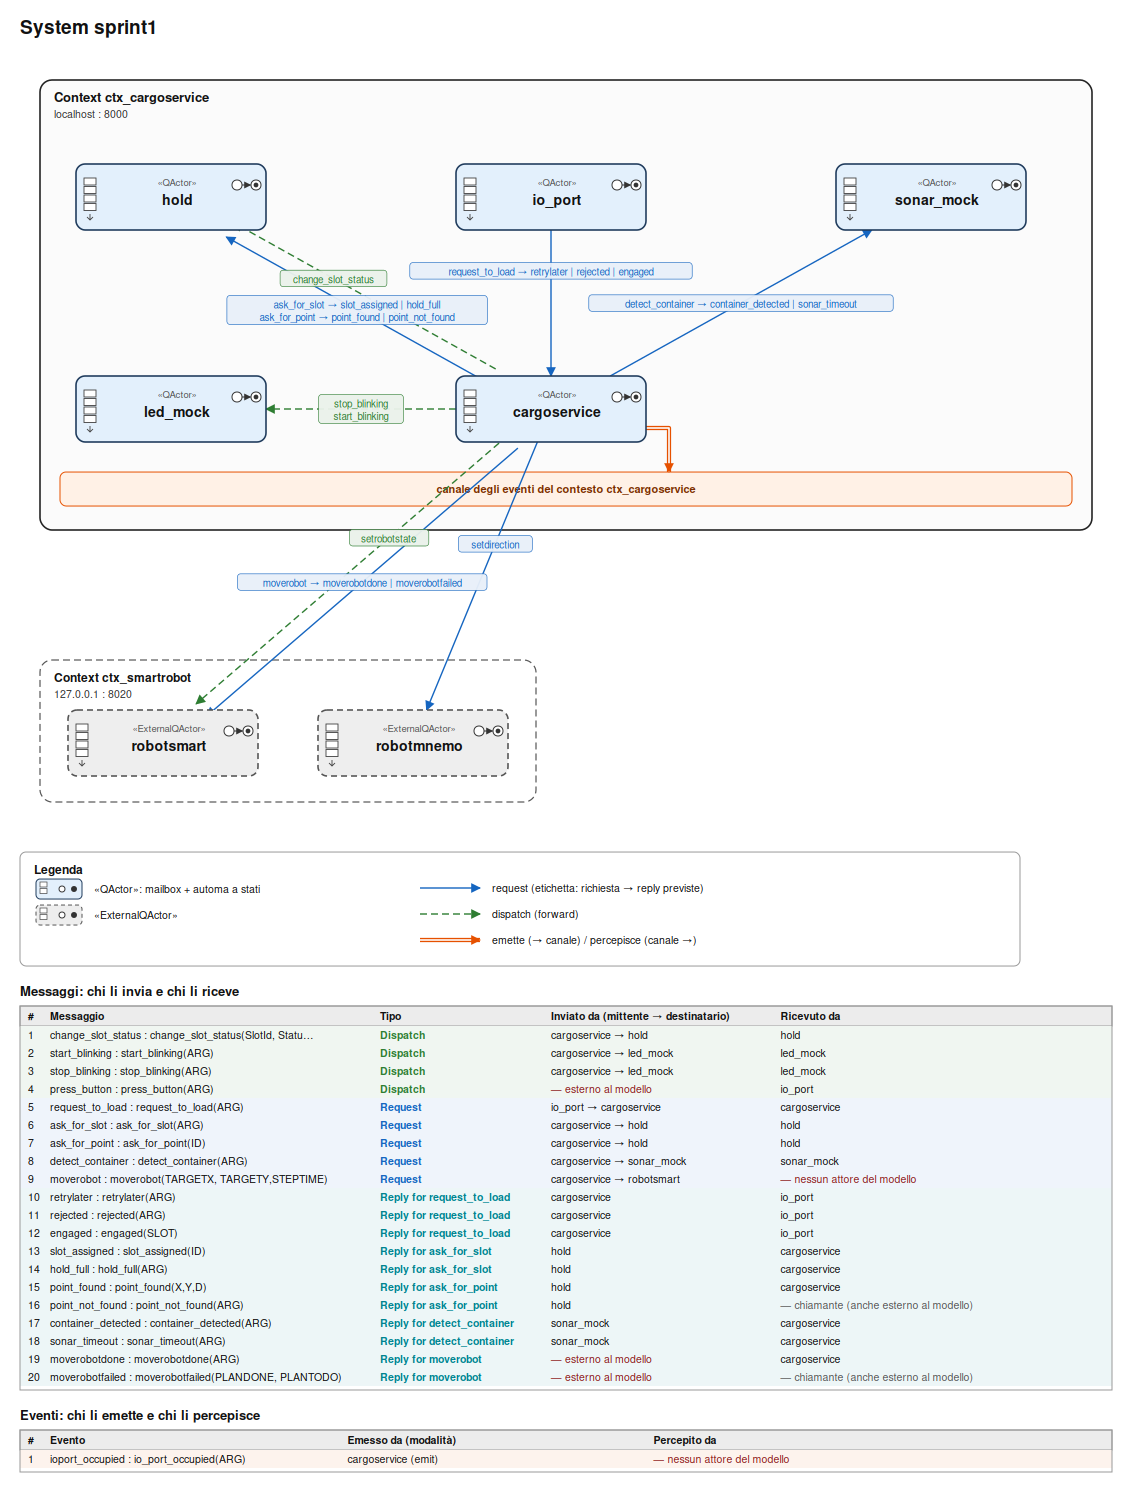 System sprint1
Context ctx_cargoservice
localhost : 8000
«QActor»
hold
«QActor»
io_port
«QActor»
sonar_mock
change_slot_status
request_to_load → retrylater | rejected | engaged
ask_for_slot → slot_assigned | hold_full
ask_for_point → point_found | point_not_found
detect_container → container_detected | sonar_timeout
«QActor»
led_mock
stop_blinking
start_blinking
«QActor»
cargoservice
canale degli eventi del contesto ctx_cargoservice
setrobotstate
setdirection
moverobot → moverobotdone | moverobotfailed
Context ctx_smartrobot
127.0.0.1 : 8020
«ExternalQActor»
robotsmart
«ExternalQActor»
robotmnemo
Legenda
«QActor»: mailbox + automa a stati
request (etichetta: richiesta → reply previste)
«ExternalQActor»
dispatch (forward)
emette (→ canale) / percepisce (canale →)
Messaggi: chi li invia e chi li riceve
# Messaggio Tipo Inviato da (mittente → destinatario) Ricevuto da
1 change_slot_status : change_slot_status(SlotId, Statu... Dispatch cargoservice → hold hold
2 start_blinking : start_blinking(ARG) Dispatch cargoservice → led_mock led_mock
3 stop_blinking : stop_blinking(ARG) Dispatch cargoservice → led_mock led_mock
4 press_button : press_button(ARG) Dispatch — esterno al modello io_port
5 request_to_load : request_to_load(ARG) Request io_port → cargoservice cargoservice
6 ask_for_slot : ask_for_slot(ARG) Request cargoservice → hold hold
7 ask_for_point : ask_for_point(ID) Request cargoservice → hold hold
8 detect_container : detect_container(ARG) Request cargoservice → sonar_mock sonar_mock
9 moverobot : moverobot(TARGETX, TARGETY,STEPTIME) Request cargoservice → robotsmart — nessun attore del modello
10 retrylater : retrylater(ARG) Reply for request_to_load cargoservice io_port
11 rejected : rejected(ARG) Reply for request_to_load cargoservice io_port
12 engaged : engaged(SLOT) Reply for request_to_load cargoservice io_port
13 slot_assigned : slot_assigned(ID) Reply for ask_for_slot hold cargoservice
14 hold_full : hold_full(ARG) Reply for ask_for_slot hold cargoservice
15 point_found : point_found(X,Y,D) Reply for ask_for_point hold cargoservice
16 point_not_found : point_not_found(ARG) Reply for ask_for_point hold — chiamante (anche esterno al modello)
17 container_detected : container_detected(ARG) Reply for detect_container sonar_mock cargoservice
18 sonar_timeout : sonar_timeout(ARG) Reply for detect_container sonar_mock cargoservice
19 moverobotdone : moverobotdone(ARG) Reply for moverobot — esterno al modello cargoservice
20 moverobotfailed : moverobotfailed(PLANDONE, PLANTODO) Reply for moverobot — esterno al modello — chiamante (anche esterno al modello)
Eventi: chi li emette e chi li percepisce
# Evento Emesso da (modalità) Percepito da
1 ioport_occupied : io_port_occupied(ARG) cargoservice (emit) — nessun attore del modello